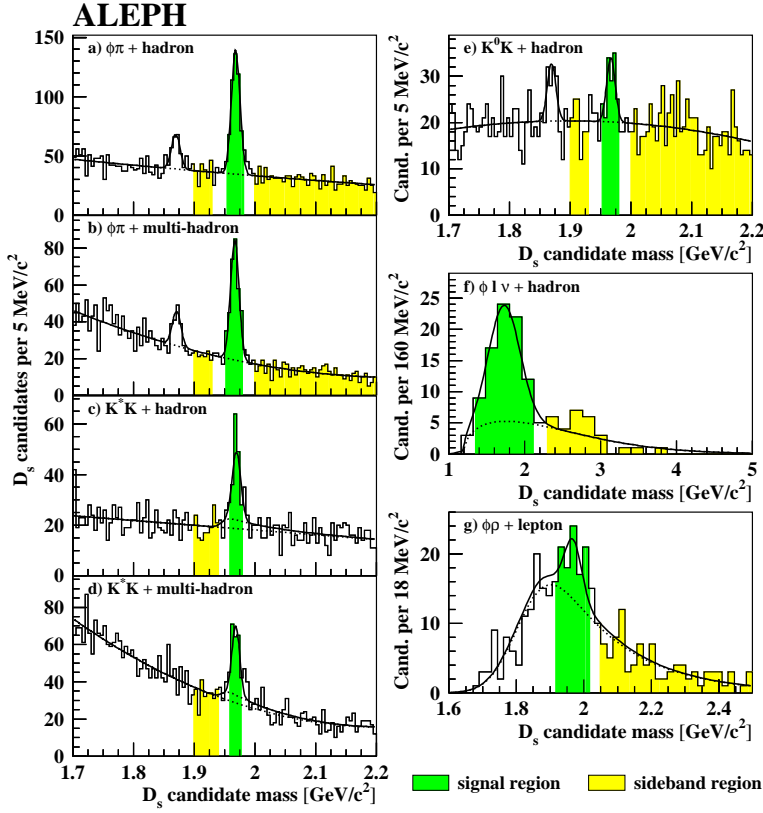 ALEPH
D_s candidates per 5 MeV/c²
a) ϕπ + hadron
150
100
50
0
b) ϕπ + multi-hadron
80
60
40
20
0
c) K*K + hadron
60
40
20
0
d) K*K + multi-hadron
80
60
40
20
0
1.7 1.8 1.9 2 2.1 2.2
D_s candidate mass [GeV/c²]
Cand. per 5 MeV/c²
e) K⁰K + hadron
30
20
10
0
1.7 1.8 1.9 2 2.1 2.2
D_s candidate mass [GeV/c²]
Cand. per 160 MeV/c²
f) ϕ l ν + hadron
25
20
15
10
5
0
1 2 3 4 5
D_s candidate mass [GeV/c²]
Cand. per 18 MeV/c²
g) ϕρ + lepton
20
10
0
1.6 1.8 2 2.2 2.4
D_s candidate mass [GeV/c²]
signal region
sideband region